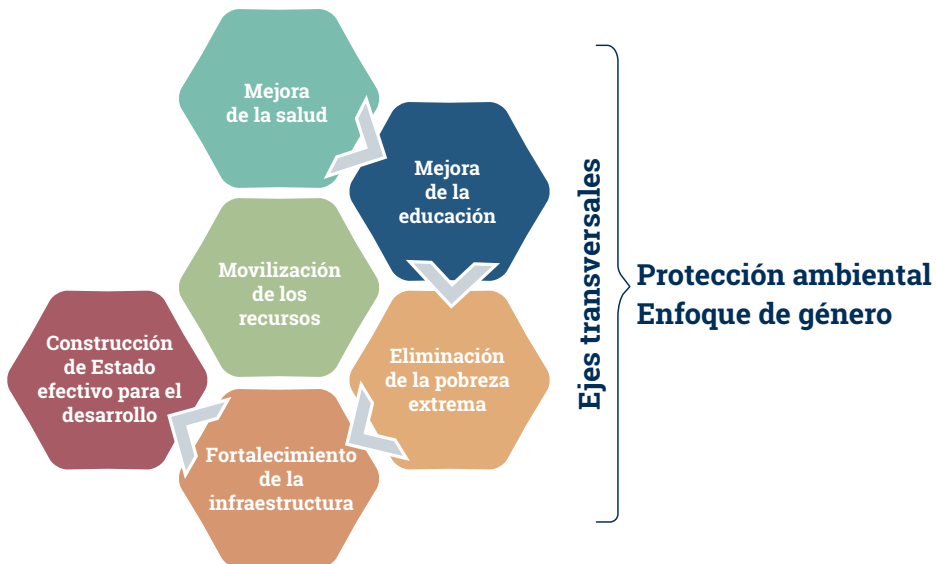 Mejora
de la salud
Mejora
de la
educación
Movilización
de los
recursos
Eliminación
de la pobreza
extrema
Fortalecimiento
de la
infraestructura
Construcción
de Estado
efectivo para el
desarrollo
Ejes transversales
Protección ambiental
Enfoque de género